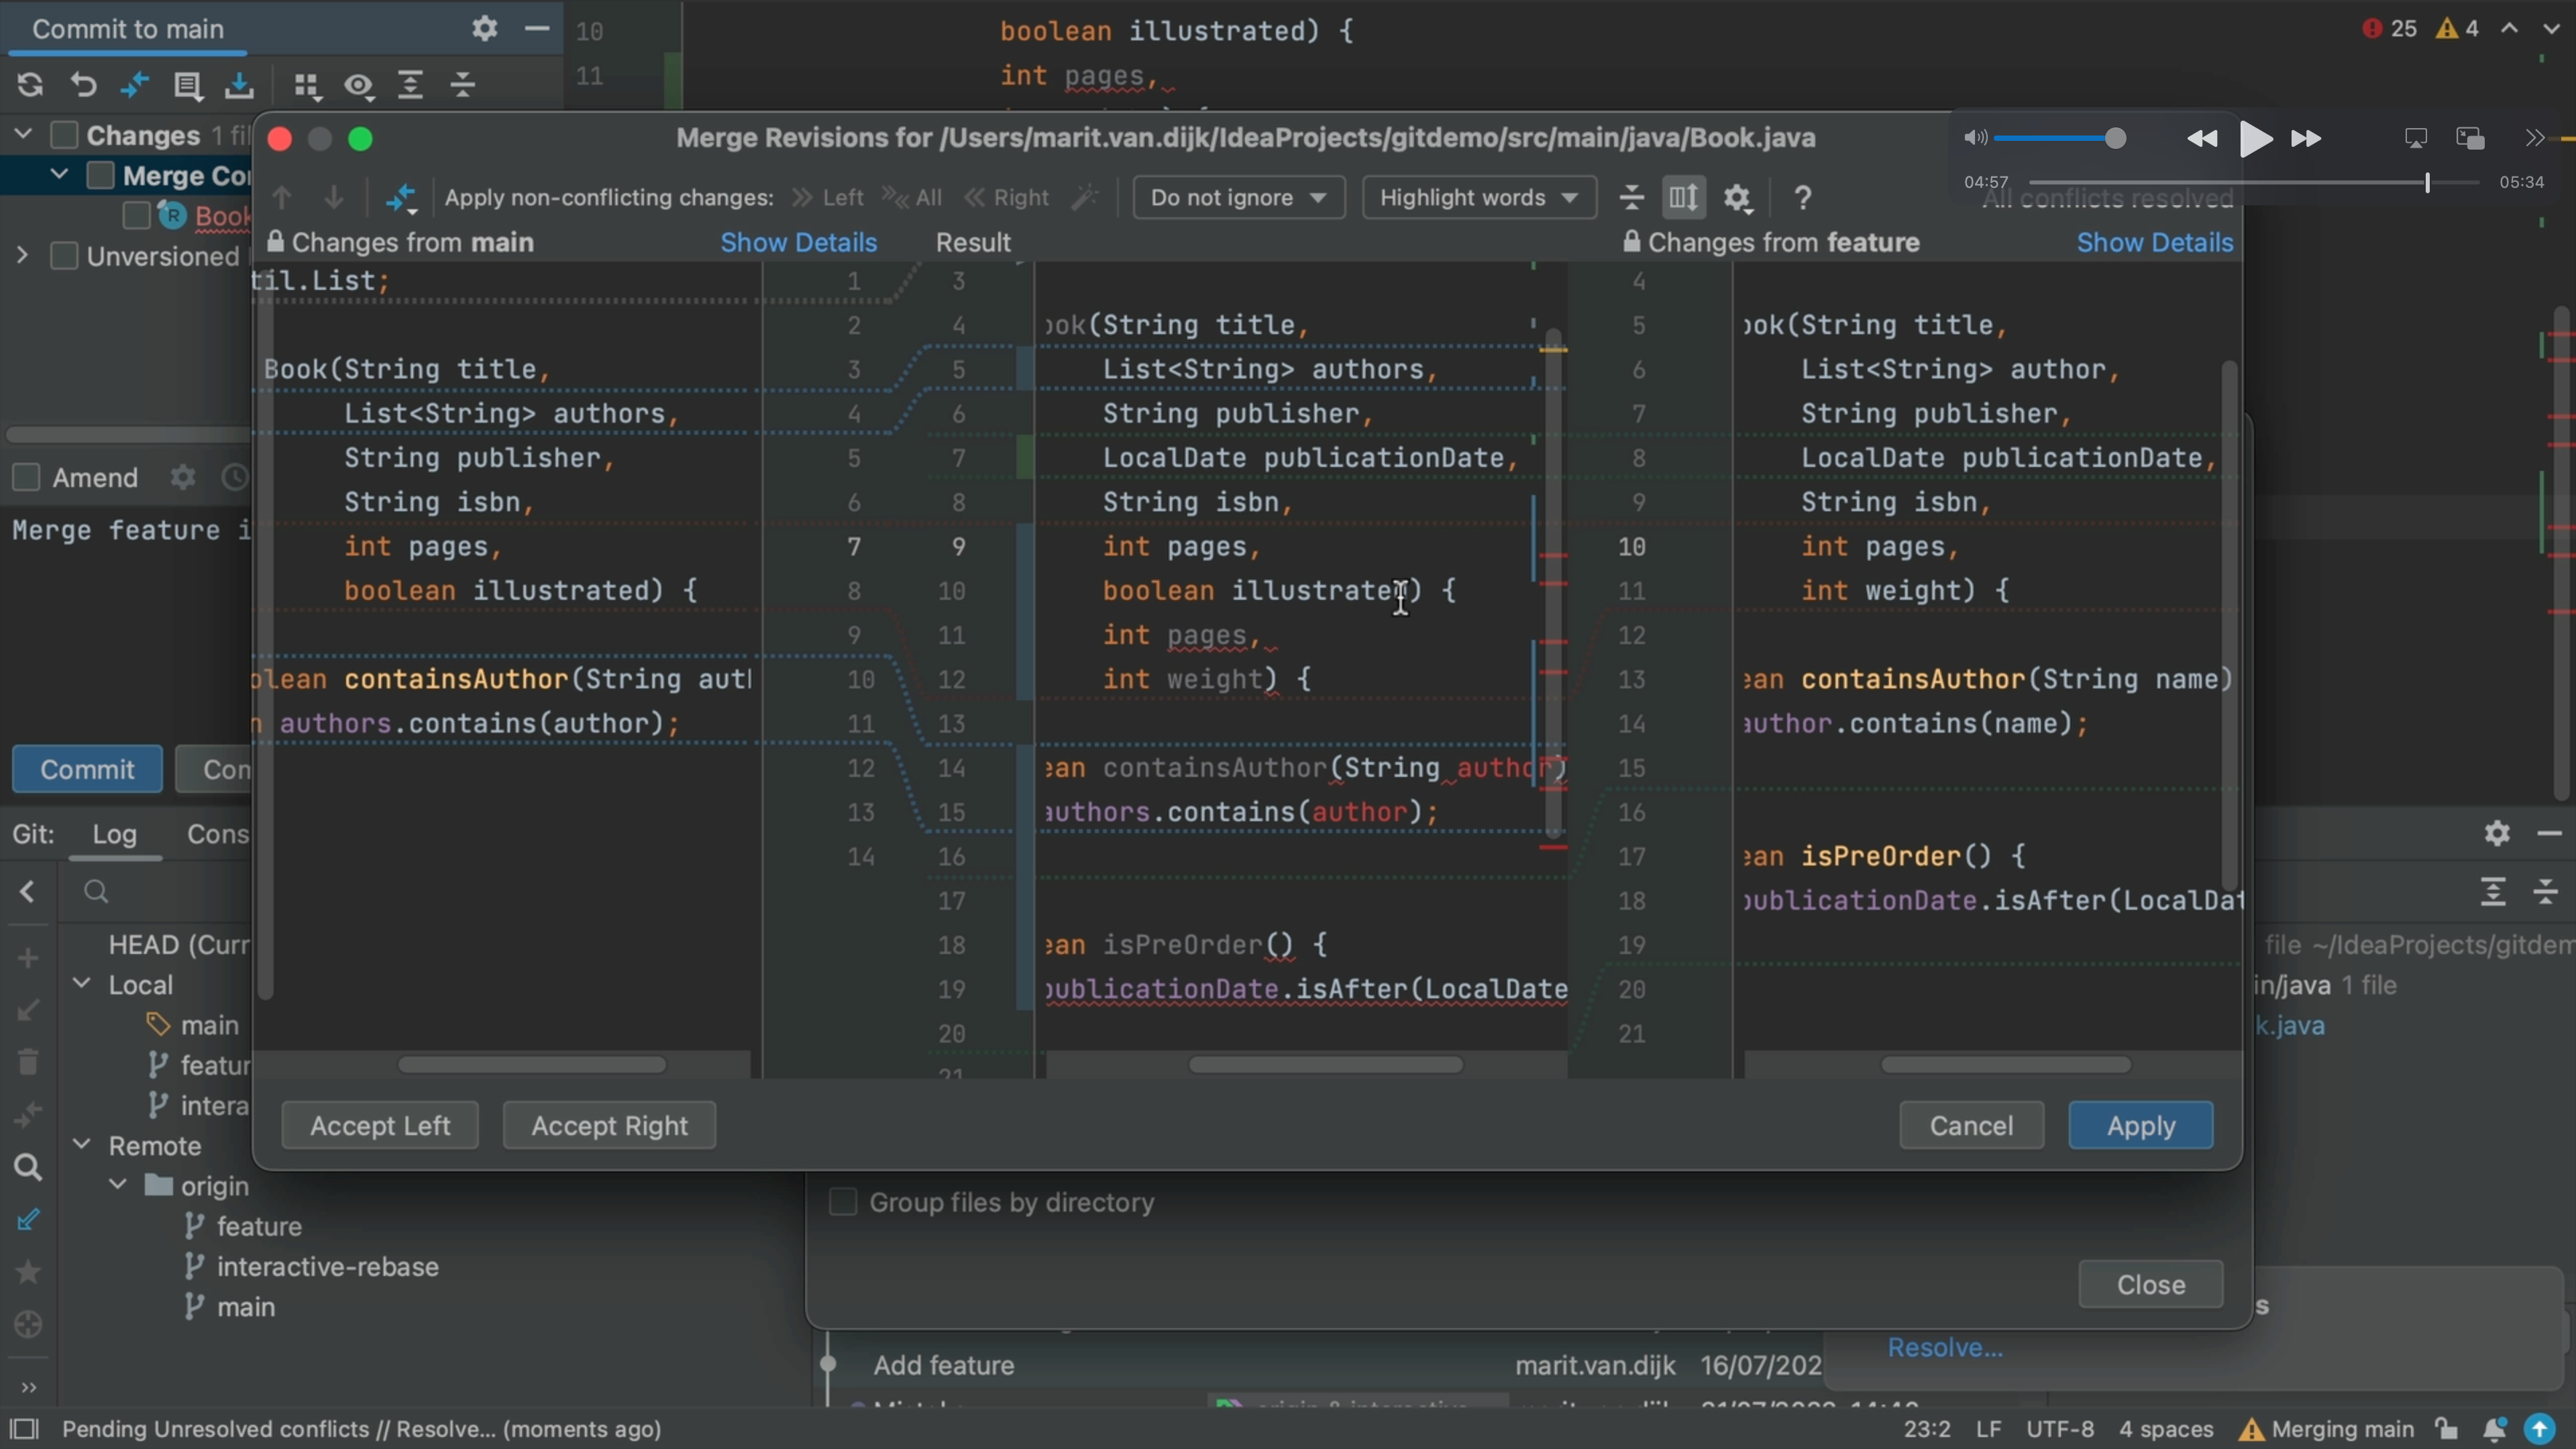 Commit to main
10 boolean illustrated) {
11 int pages,
25 4
Changes 1 fil
Merge Co
Book
Unversioned
Amend
Merge feature i
Commit
Com
Merge Revisions for /Users/marit.van.dijk/IdeaProjects/gitdemo/src/main/java/Book.java
04:57 05:34
Apply non-conflicting changes: Left All Right Do not ignore Highlight words ? All conflicts resolved
Changes from main Show Details Result Changes from feature Show Details
til.List; 1 3 4
2 4 ook(String title, 5 ook(String title,
Book(String title, 3 5 List<String> authors, 6 List<String> author,
List<String> authors, 4 6 String publisher, 7 String publisher,
String publisher, 5 7 LocalDate publicationDate, 8 LocalDate publicationDate,
String isbn, 6 8 String isbn, 9 String isbn,
int pages, 7 9 int pages, 10 int pages,
boolean illustrated) { 8 10 boolean illustrated) { 11 int weight) {
9 11 int pages, 12
olean containsAuthor(String aut 10 12 int weight) { 13 ean containsAuthor(String name)
n authors.contains(author); 11 13 14 author.contains(name);
12 14 ean containsAuthor(String author) 15
13 15 authors.contains(author); 16
14 16 17 ean isPreOrder() {
17 18 publicationDate.isAfter(LocalDat
18 ean isPreOrder() { 19
19 publicationDate.isAfter(LocalDate 20
20 21
21
Accept Left Accept Right Cancel Apply
Group files by directory
Close
s
Resolve...
Git: Log Cons
HEAD (Curr
Local
main
featur
intera
Remote
origin
feature
interactive-rebase
main
file ~/IdeaProjects/gitdem
in/java 1 file
k.java
Add feature marit.van.dijk 16/07/202
Pending Unresolved conflicts // Resolve... (moments ago) 23:2 LF UTF-8 4 spaces Merging main